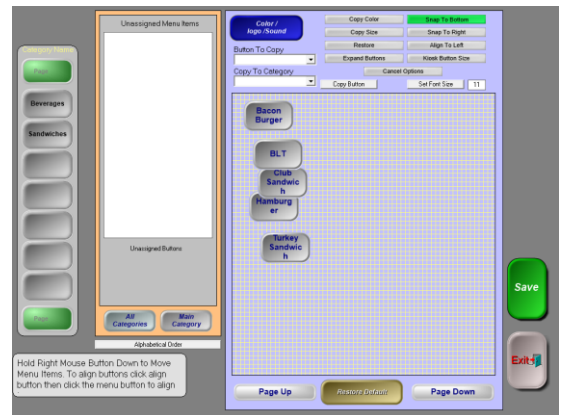 Category Name
Page
Beverages
Sandwiches
Page
Unassigned Menu Items
Unassigned Buttons
All
Categories
Main
Category
Alphabetical Order
Hold Right Mouse
Button Down to Move
Menu Items. To align
buttons click align
button then click the
menu button to align
.
Color /
logo /Sound
Button To Copy
Copy To Category
Copy Color
Copy Size
Restore
Expand Buttons
Snap To Bottom
Snap To Right
Align To Left
Kiosk Button Size
Cancel Options
Copy Button
Set Font Size
11
Bacon
Burger
BLT
Club
Sandwic
h
Hamburg
er
Turkey
Sandwic
h
Page Up
Restore Default
Page Down
Save
Exit